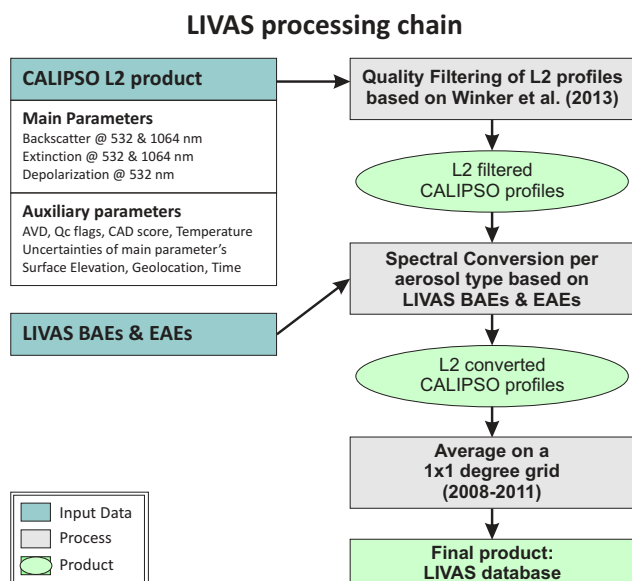 LIVAS processing chain
CALIPSO L2 product
Main Parameters
Backscatter @ 532 & 1064 nm
Extinction @ 532 & 1064 nm
Depolarization @ 532 nm
Auxiliary parameters
AVD, Qc flags, CAD score, Temperature
Uncertainties of main parameter's
Surface Elevation, Geolocation, Time
LIVAS BAEs & EAEs
Quality Filtering of L2 profiles
based on Winker et al. (2013)
L2 filtered
CALIPSO profiles
Spectral Conversion per
aerosol type based on
LIVAS BAEs & EAEs
L2 converted
CALIPSO profiles
Average on a
1x1 degree grid
(2008-2011)
Final product:
LIVAS database
Input Data
Process
Product